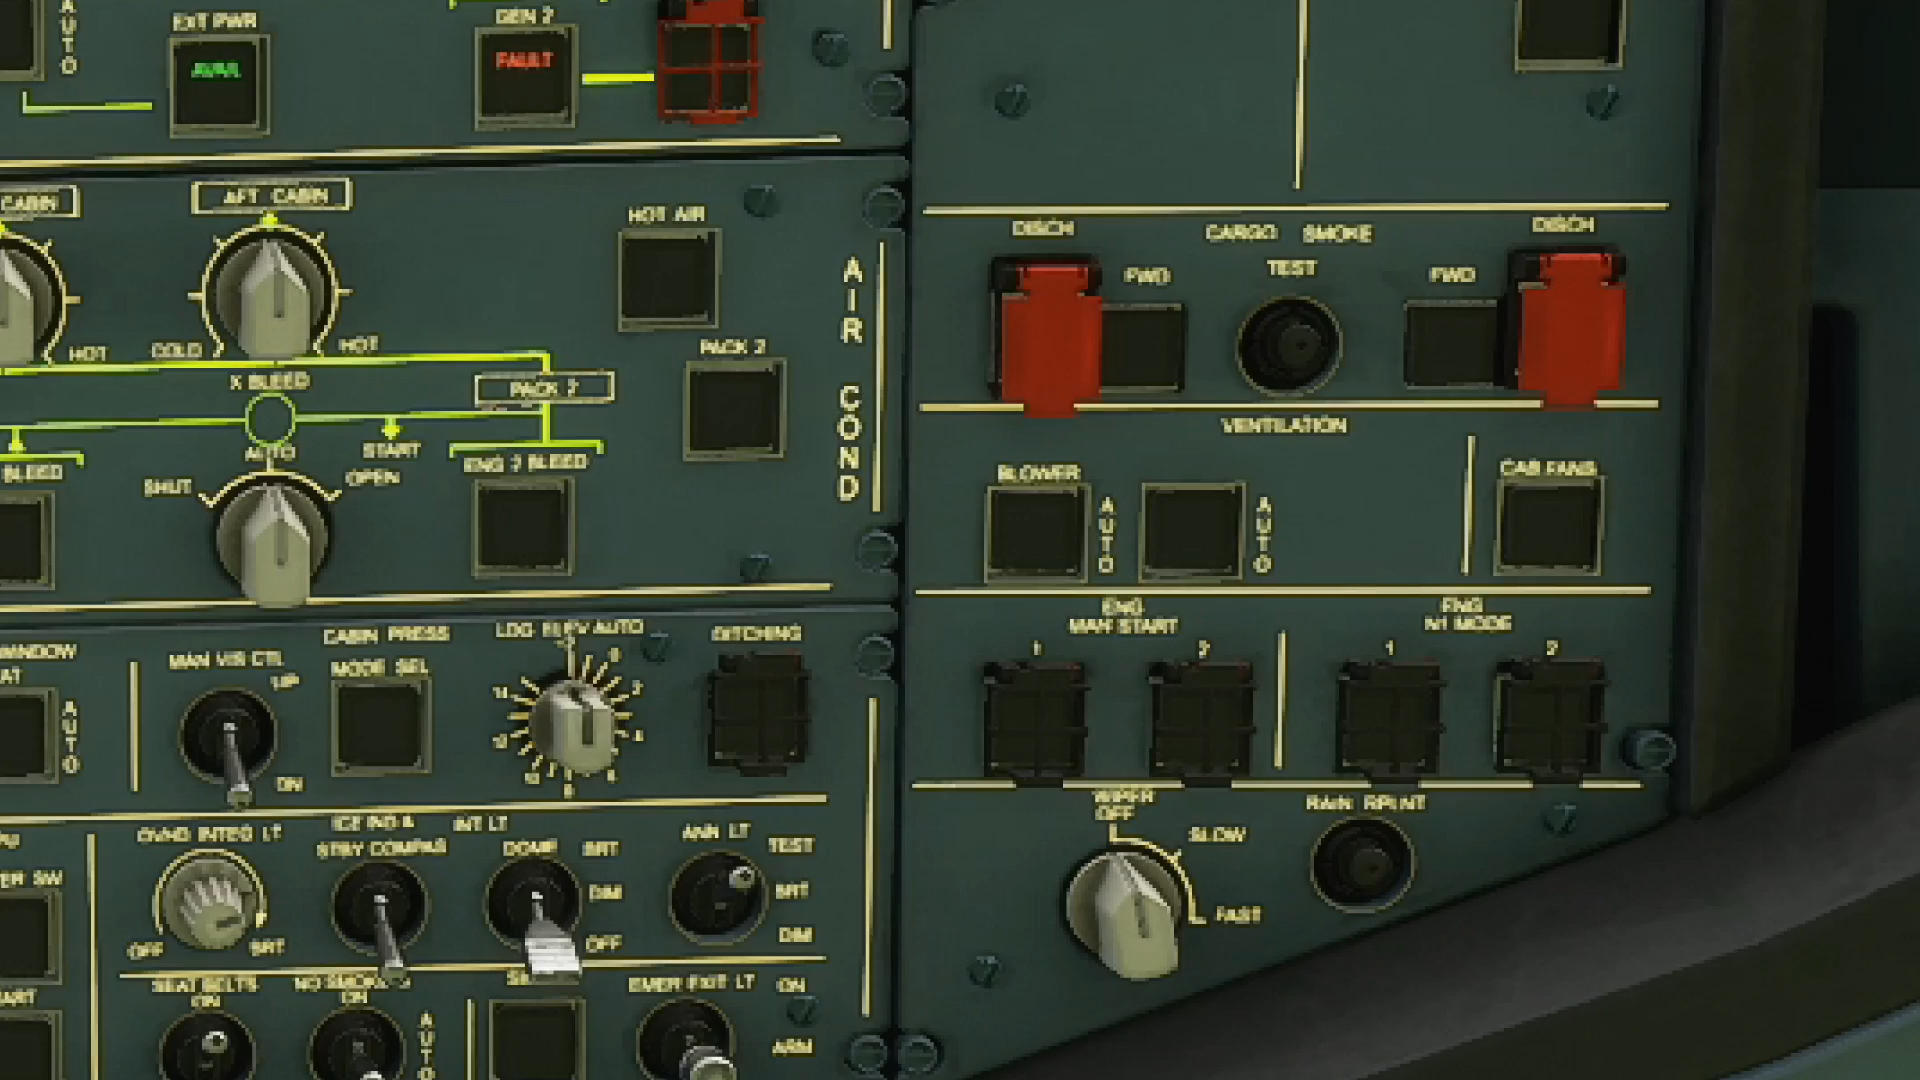 AUTO
EXT PWR
AVAIL
GEN 2
FAULT
CABIN
AFT CABIN
HOT AIR
HOT
COLD
HOT
PACK 2
AIR COND
X BLEED
PACK 2
AUTO
START
BLEED
ENG 2 BLEED
SHUT
OPEN
DISCH
CARGO SMOKE
DISCH
FWD
TEST
FWD
VENTILATION
BLOWER
AUTO
AUTO
CAB FANS
ENG
MAN START
ENG
N1 MODE
1
2
1
2
WINDOW
AUTO
MAN V/S CTL
UP
DN
CABIN PRESS
MODE SEL
LDG ELEV AUTO
DITCHING
WIPER
OFF
SLOW
FAST
RAIN RPLNT
OVHD INTEG LT
OFF
BRT
ICE IND &
STBY COMPAS
INT LT
DOME
BRT
DIM
OFF
ANN LT
TEST
BRT
DIM
SEAT BELTS
ON
NO SMOKING
ON
AUTO
EMER EXIT LT
ON
ARM